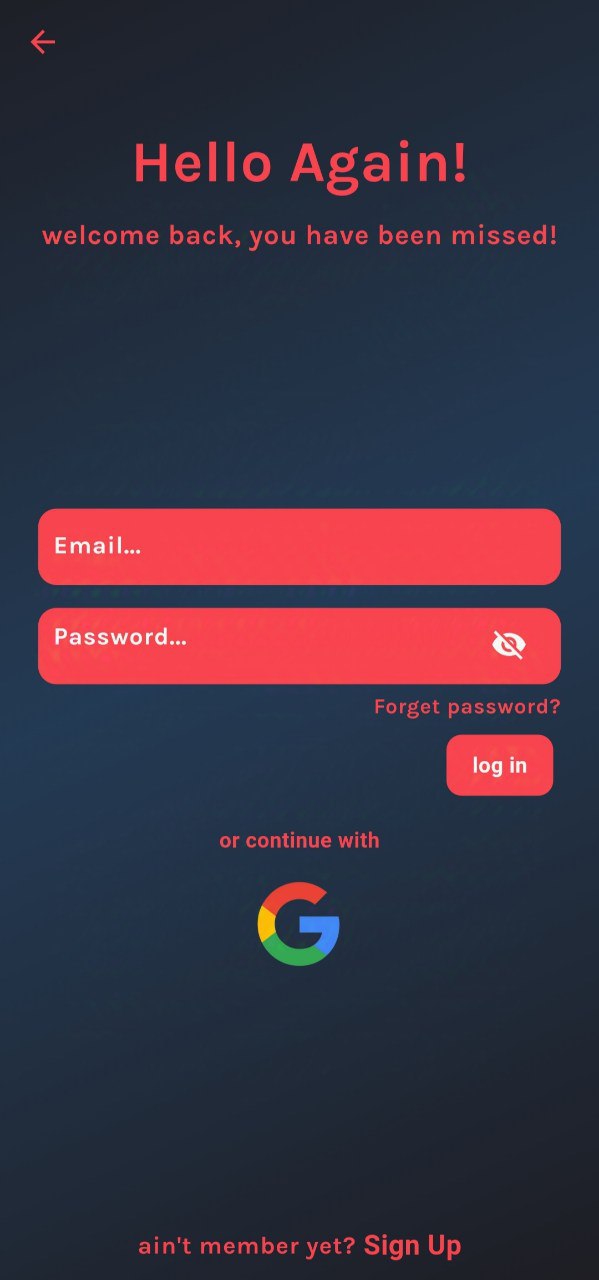 Hello Again!
welcome back, you have been missed!
Email...
Password...
Forget password?
log in
or continue with
ain't member yet? Sign Up